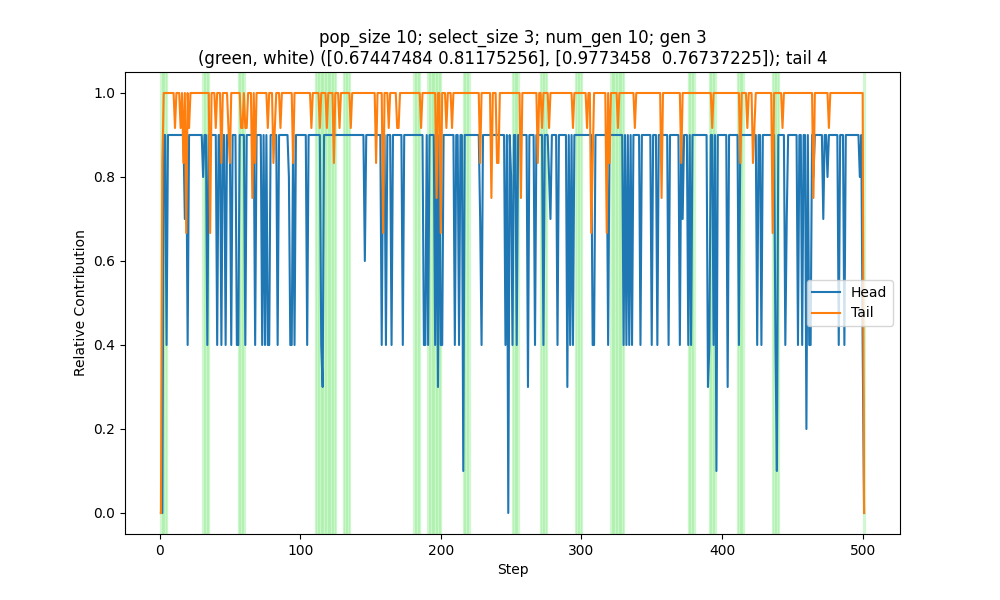 pop_size 10; select_size 3; num_gen 10; gen 3
(green, white) ([0.67447484 0.81175256], [0.9773458  0.76737225]); tail 4
1.0
0.8
0.6
0.4
0.2
0.0
Relative Contribution
Head
Tail
0
100
200
300
400
500
Step